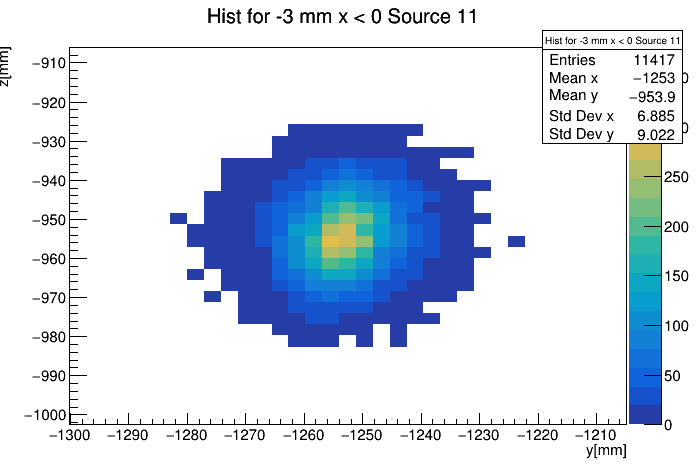 Hist for -3 mm x < 0 Source 11
Hist for -3 mm x < 0 Source 11
Entries 11417
Mean x −1253
Mean y −953.9
Std Dev x 6.885
Std Dev y 9.022
z[mm]
−910
−920
−930
−940
−950
−960
−970
−980
−990
−1000
−1300 −1290 −1280 −1270 −1260 −1250 −1240 −1230 −1220 −1210
y[mm]
250
200
150
100
50
0